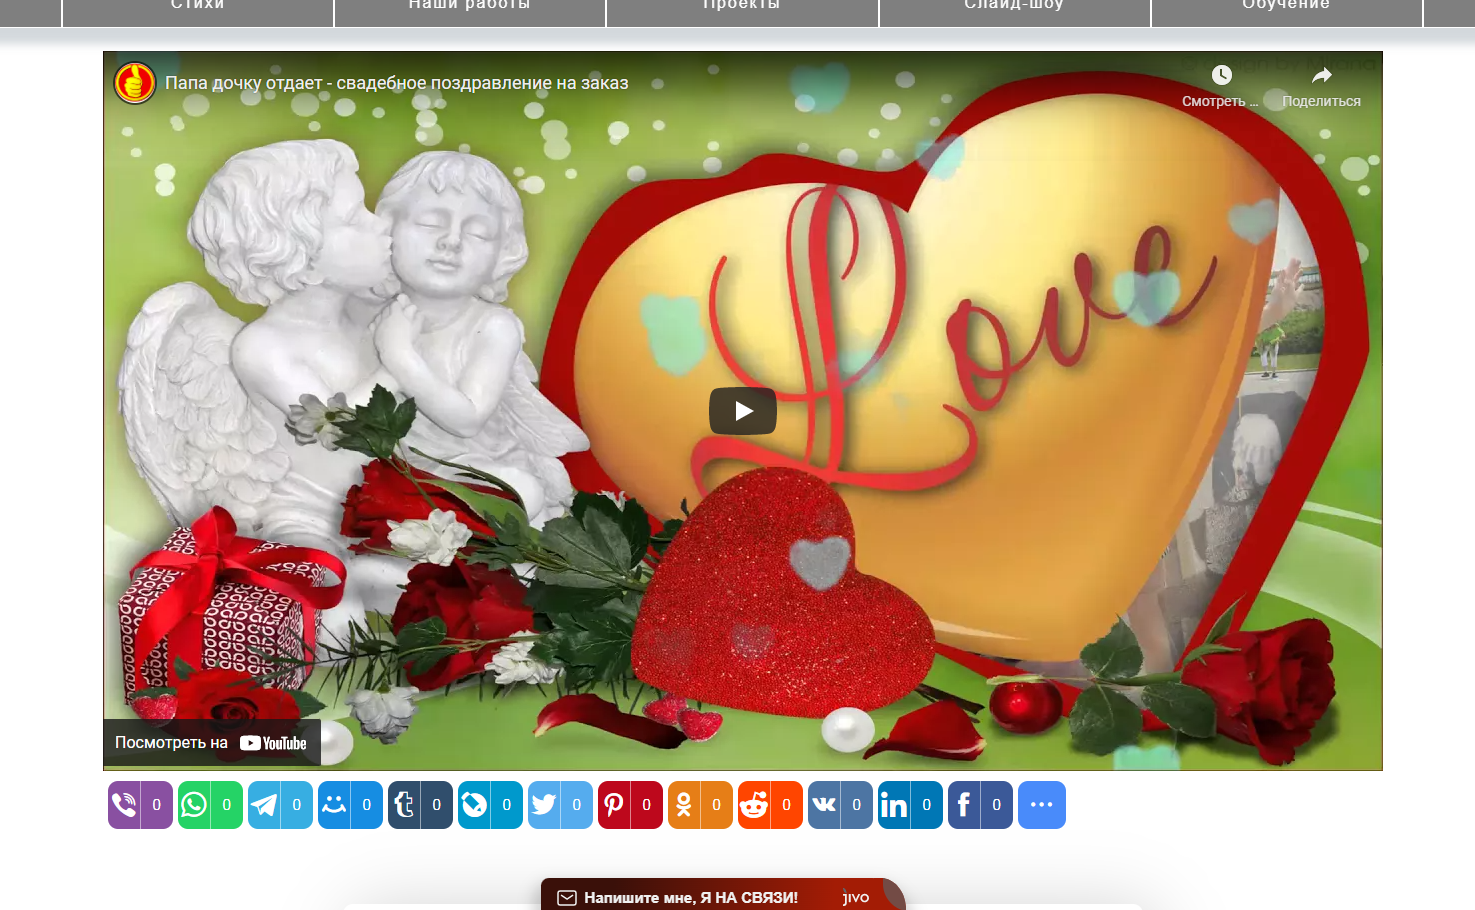 Стихи
Наши работы
Проекты
Слайд-шоу
Обучение
Папа дочку отдает - свадебное поздравление на заказ
Смотреть ...
Поделиться
Love
Посмотреть на YouTube
0 0 0 0 0 0 0 0 0 0 0 0 0
Напишите мне, Я НА СВЯЗИ!
jivo